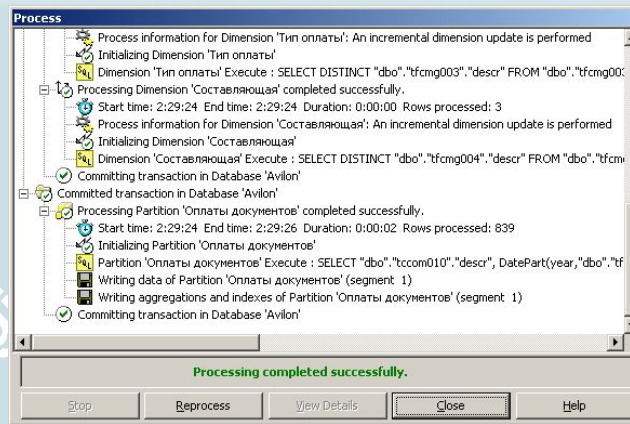 Process
Process information for Dimension 'Тип оплаты': An incremental dimension update is performed
Initializing Dimension 'Тип оплаты'
Dimension 'Тип оплаты' Execute : SELECT DISTINCT "dbo"."tfcmg003"."descr" FROM "dbo"."tfcmg003
Processing Dimension 'Составляющая' completed successfully.
Start time: 2:29:24 End time: 2:29:24 Duration: 0:00:00 Rows processed: 3
Process information for Dimension 'Составляющая': An incremental dimension update is performed
Initializing Dimension 'Составляющая'
Dimension 'Составляющая' Execute : SELECT DISTINCT "dbo"."tfcmg004"."descr" FROM "dbo"."tfcm
Committing transaction in Database 'Avilon'
Committed transaction in Database 'Avilon'
Processing Partition 'Оплаты документов' completed successfully.
Start time: 2:29:24 End time: 2:29:26 Duration: 0:00:02 Rows processed: 839
Initializing Partition 'Оплаты документов'
Partition 'Оплаты документов' Execute : SELECT "dbo"."tccom010"."descr", DatePart(year,"dbo"."tf
Writing data of Partition 'Оплаты документов' (segment 1)
Writing aggregations and indexes of Partition 'Оплаты документов' (segment 1)
Committing transaction in Database 'Avilon'
Processing completed successfully.
Stop
Reprocess
View Details
Close
Help